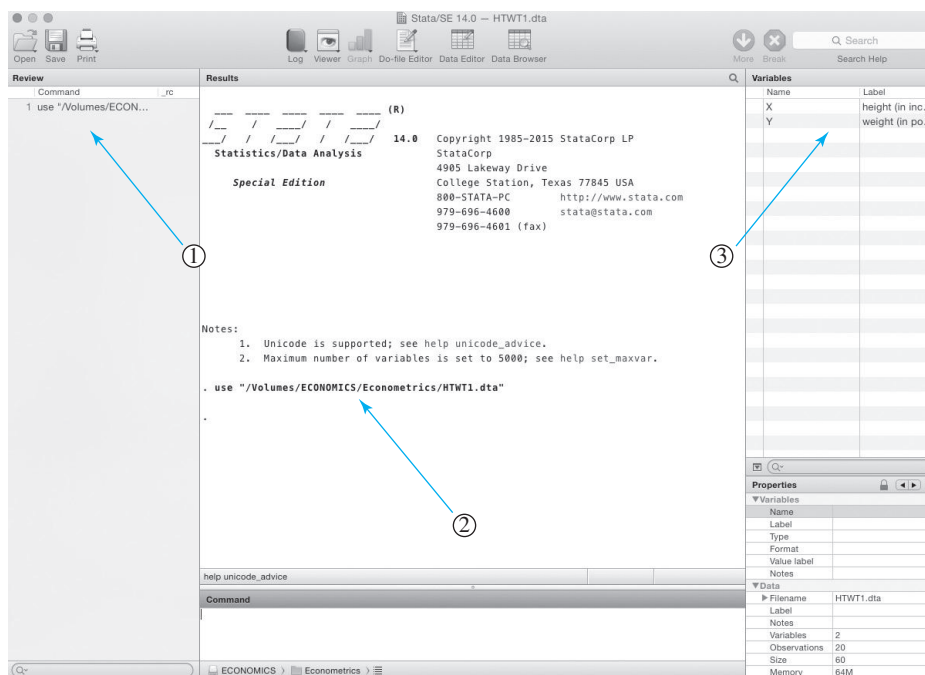 Stata/SE 14.0 — HTWT1.dta
Open Save Print Log Viewer Graph Do-file Editor Data Editor Data Browser More Break Search Help
Search
Review
Command _rc
1 use "/Volumes/ECON...
①
Results
(R)
14.0 Copyright 1985-2015 StataCorp LP
Statistics/Data Analysis StataCorp
4905 Lakeway Drive
Special Edition College Station, Texas 77845 USA
800-STATA-PC http://www.stata.com
979-696-4600 stata@stata.com
979-696-4601 (fax)
Notes:
1. Unicode is supported; see help unicode_advice.
2. Maximum number of variables is set to 5000; see help set_maxvar.
. use "/Volumes/ECONOMICS/Econometrics/HTWT1.dta"
.
②
help unicode_advice
Command
ECONOMICS 〉 Econometrics 〉
Variables
Name Label
X height (in inc.
Y weight (in po.
③
Properties
Variables
Name
Label
Type
Format
Value label
Notes
Data
Filename HTWT1.dta
Label
Notes
Variables 2
Observations 20
Size 60
Memory 64M